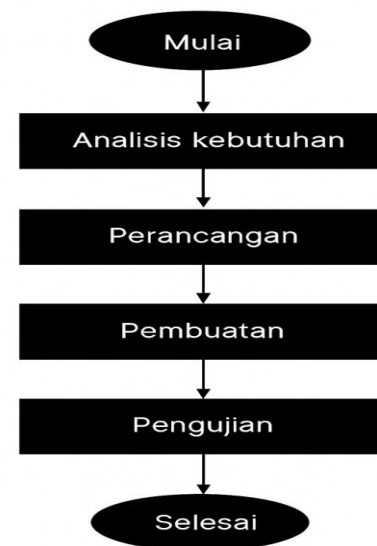 Mulai
Analisis kebutuhan
Perancangan
Pembuatan
Pengujian
Selesai